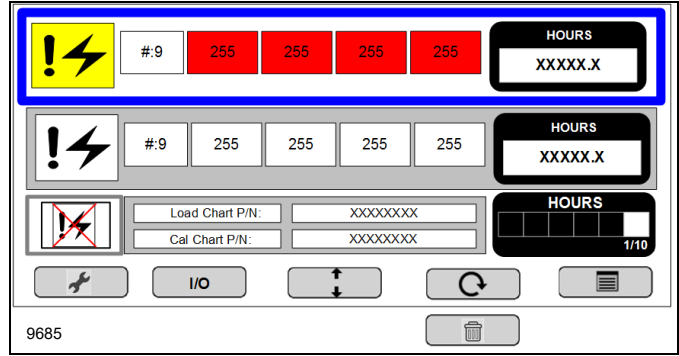 HOURS
#:9 255 255 255 255 XXXXX.X
HOURS
#:9 255 255 255 255 XXXXX.X
HOURS
Load Chart P/N: XXXXXXXX
Cal Chart P/N: XXXXXXXX
1/10
I/O
9685